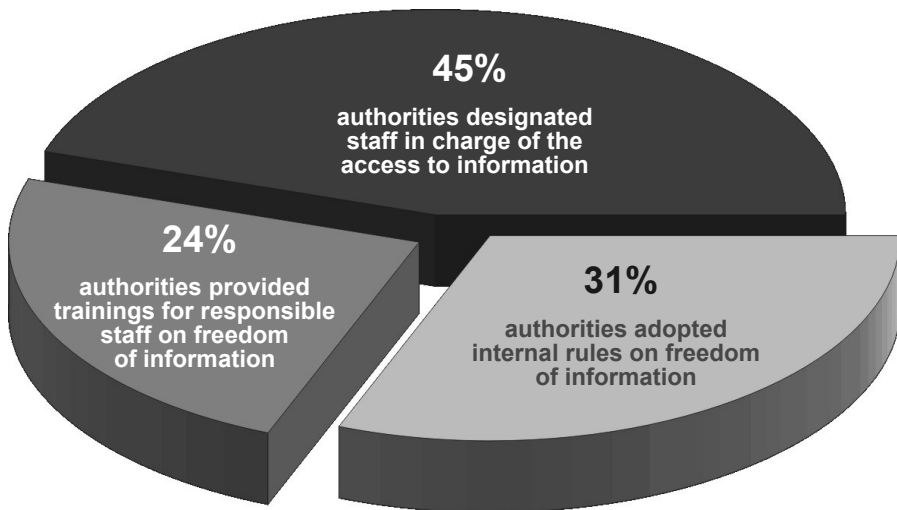 45%
authorities designated
staff in charge of the
access to information
24%
authorities provided
trainings for responsible
staff on freedom
of information
31%
authorities adopted
internal rules on freedom
of information